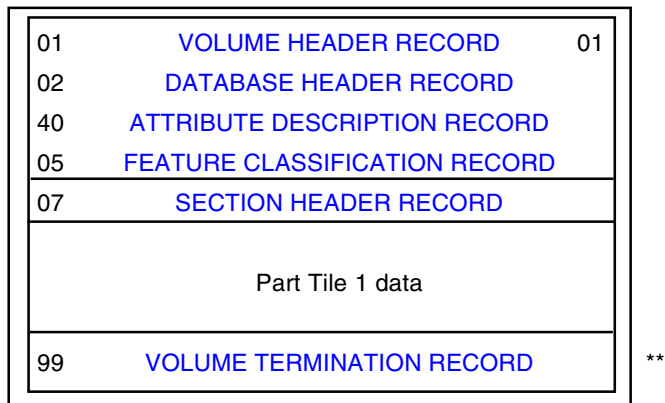 01 VOLUME HEADER RECORD 01
02 DATABASE HEADER RECORD
40 ATTRIBUTE DESCRIPTION RECORD
05 FEATURE CLASSIFICATION RECORD
07 SECTION HEADER RECORD
Part Tile 1 data
99 VOLUME TERMINATION RECORD **